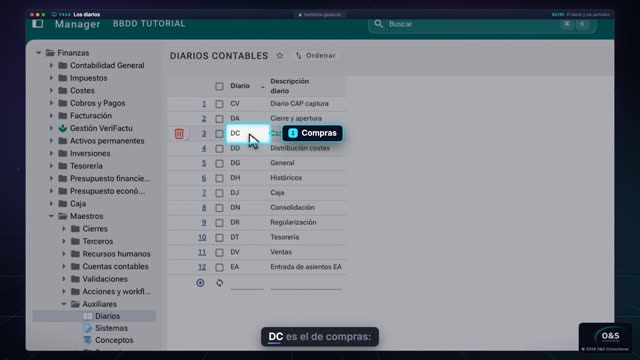 PASO Los diarios
Manager BBDD TUTORIAL
Buscar
⌘ K
Finanzas
Contabilidad General
Impuestos
Costes
Cobros y Pagos
Facturación
Gestión VeriFactu
Activos permanentes
Inversiones
Tesorería
Presupuesto financie...
Presupuesto econó...
Caja
Maestros
Cierres
Terceros
Recursos humanos
Cuentas contables
Validaciones
Acciones y workfl...
Auxiliares
Diarios
Sistemas
Conceptos
DIARIOS CONTABLES
Ordenar
Diario Descripción diario
1 CV Diario CAP captura
2 DA Cierre y apertura
3 DC
1 Compras
4 DD Distribución costes
5 DG General
6 DH Históricos
7 DJ Caja
8 DN Consolidación
9 DR Regularización
10 DT Tesorería
11 DV Ventas
12 EA Entrada de asientos EA
DC es el de compras:
O&S
© 2026 O&S Consultores